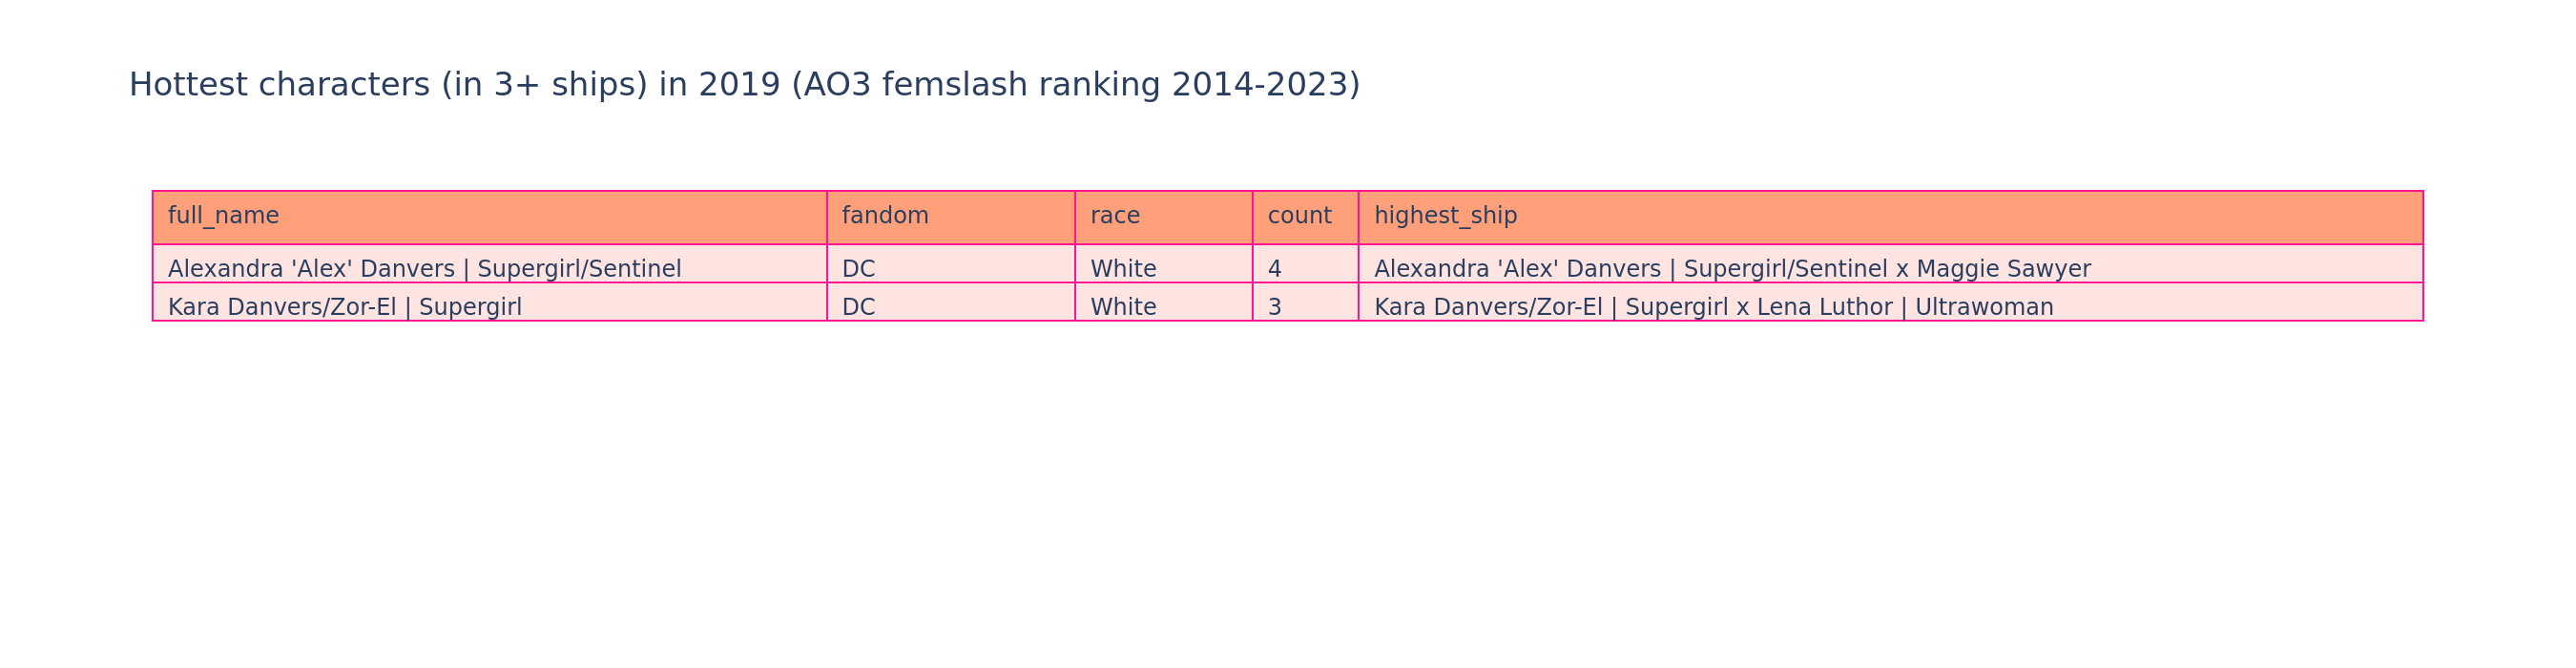 Hottest characters (in 3+ ships) in 2019 (AO3 femslash ranking 2014-2023)
full_name fandom race count highest_ship
Alexandra 'Alex' Danvers | Supergirl/Sentinel DC White 4 Alexandra 'Alex' Danvers | Supergirl/Sentinel x Maggie Sawyer
Kara Danvers/Zor-El | Supergirl DC White 3 Kara Danvers/Zor-El | Supergirl x Lena Luthor | Ultrawoman